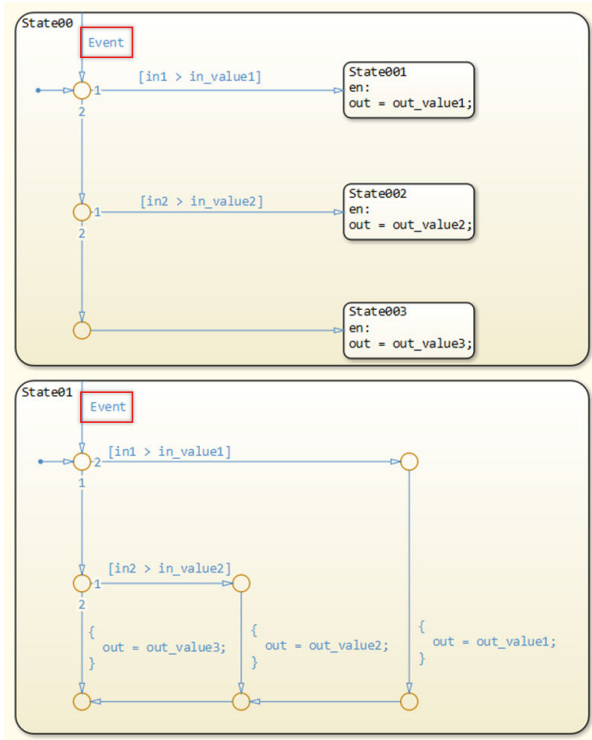 State00
Event
[in1 > in_value1]
State001
en:
out = out_value1;
1
2
[in2 > in_value2]
State002
en:
out = out_value2;
1
2
State003
en:
out = out_value3;
State01
Event
[in1 > in_value1]
2
1
[in2 > in_value2]
1
2
{
out = out_value3;
}
{
out = out_value2;
}
{
out = out_value1;
}